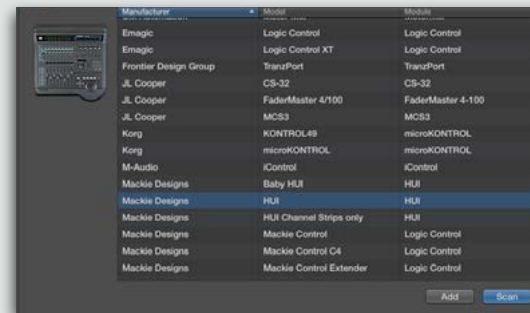 Manufacturer Model Module
Emagic Logic Control Logic Control
Emagic Logic Control XT Logic Control
Frontier Design Group TranzPort TranzPort
JL Cooper CS-32 CS-32
JL Cooper FaderMaster 4/100 FaderMaster 4-100
JL Cooper MCS3 MCS3
Korg KONTROL49 microKONTROL
Korg microKONTROL microKONTROL
M-Audio iControl iControl
Mackie Designs Baby HUI HUI
Mackie Designs HUI HUI
Mackie Designs HUI Channel Strips only HUI
Mackie Designs Mackie Control Logic Control
Mackie Designs Mackie Control C4 Logic Control
Mackie Designs Mackie Control Extender Logic Control
Add Scan